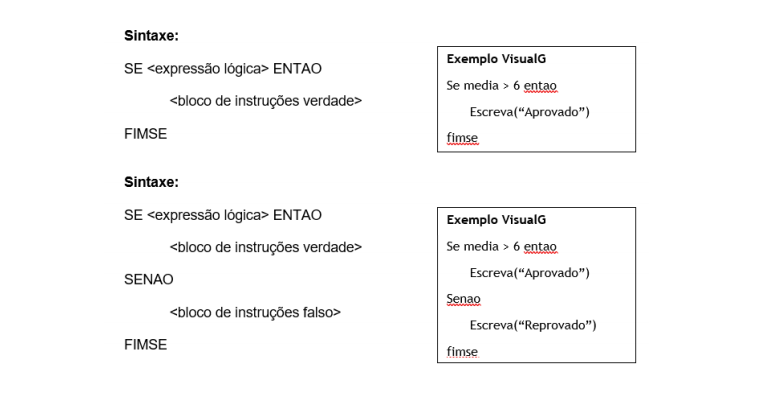 Sintaxe:
SE <expressão lógica> ENTAO
<bloco de instruções verdade>
FIMSE
Exemplo VisualG
Se media > 6 entao
Escreva(“Aprovado”)
fimse
Sintaxe:
SE <expressão lógica> ENTAO
<bloco de instruções verdade>
SENAO
<bloco de instruções falso>
FIMSE
Exemplo VisualG
Se media > 6 entao
Escreva(“Aprovado”)
Senao
Escreva(“Reprovado”)
fimse